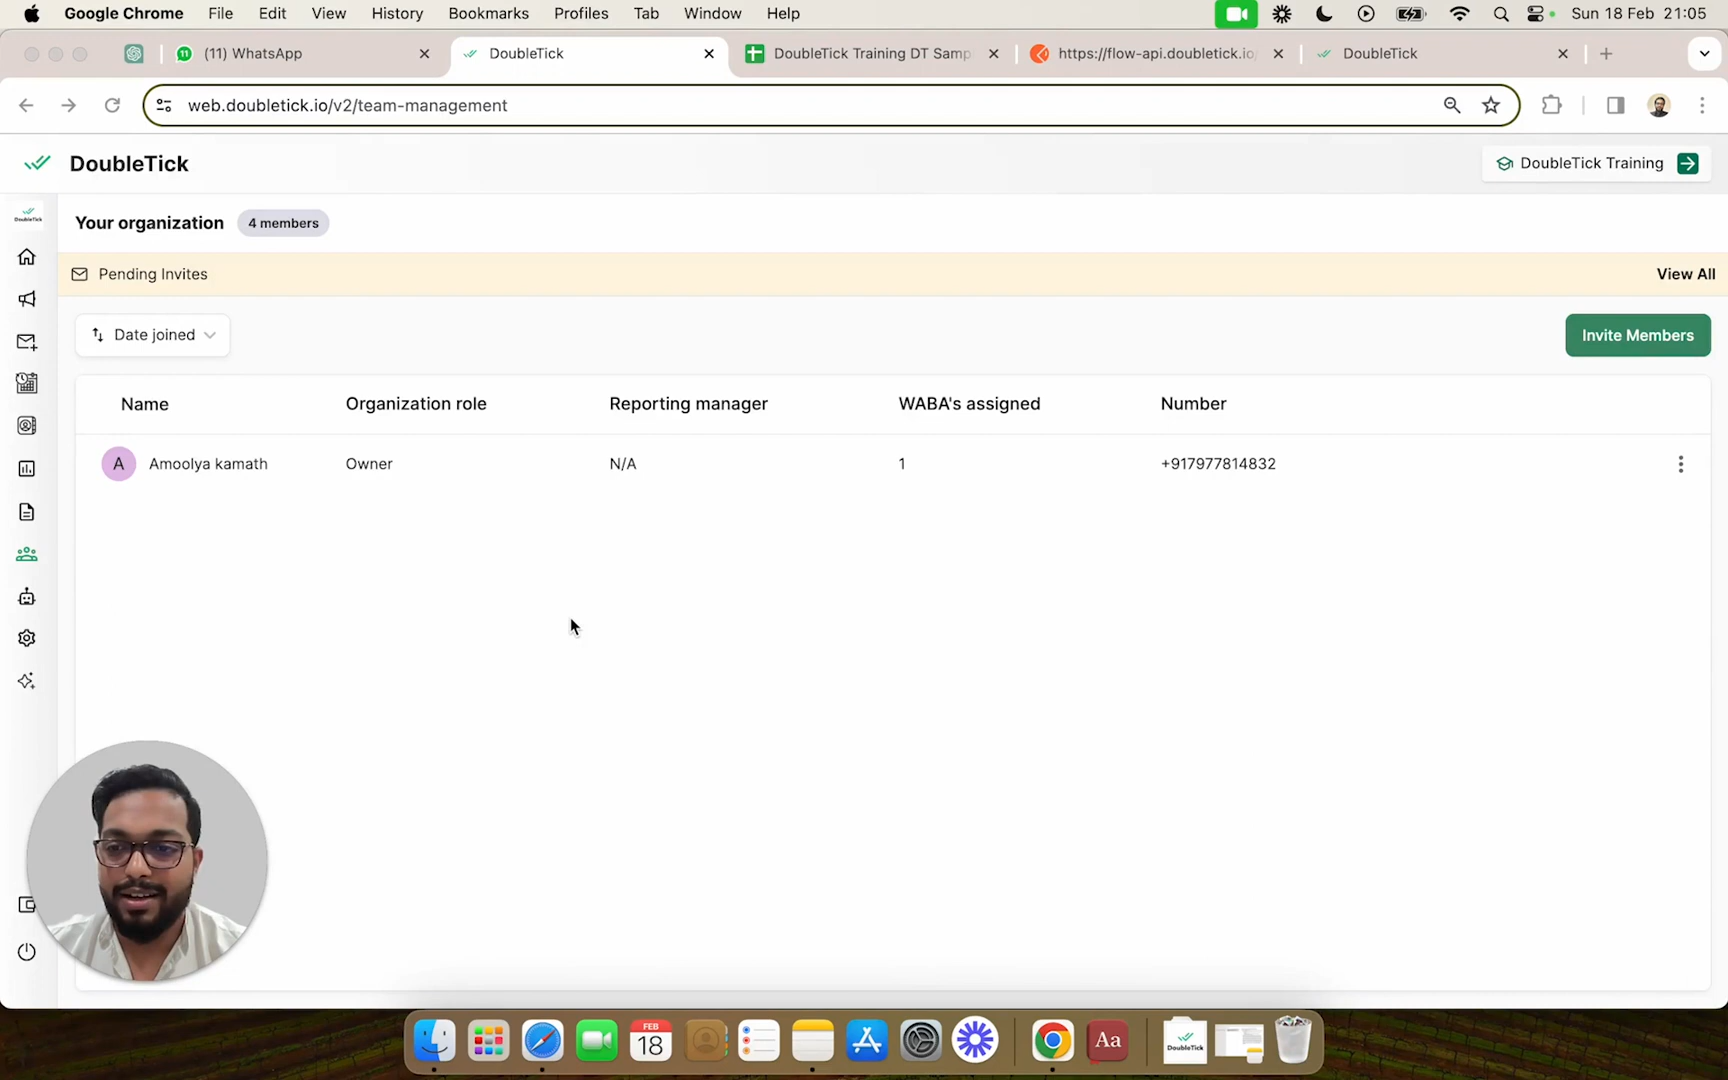 Google Chrome File Edit View History Bookmarks Profiles Tab Window Help Sun 18 Feb 21:05
11 (11) WhatsApp DoubleTick DoubleTick Training DT Samp https://flow-api.doubletick.io/ DoubleTick
web.doubletick.io/v2/team-management
DoubleTick DoubleTick Training
DoubleTick
Your organization 4 members
Pending Invites View All
Date joined Invite Members
Name Organization role Reporting manager WABA's assigned Number
A Amoolya kamath Owner N/A 1 +917977814832
FEB
18
Aa
DoubleTick